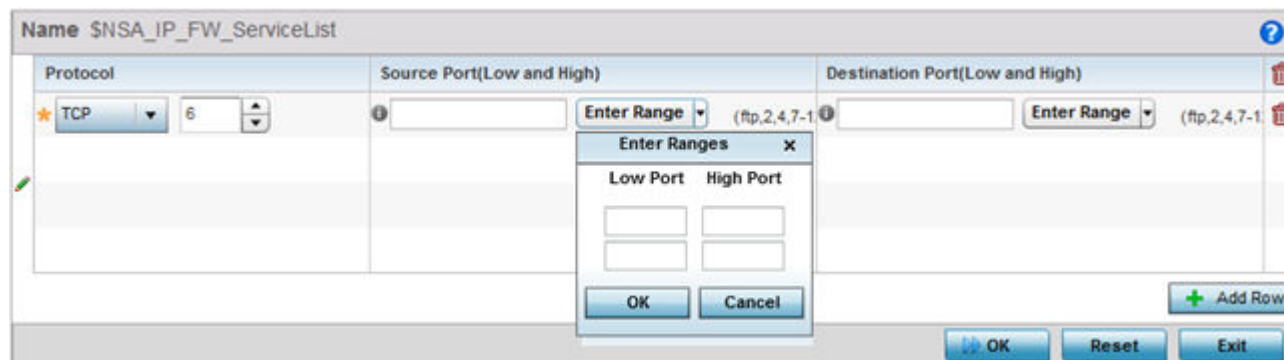 Name $NSA_IP_FW_ServiceList
Protocol Source Port(Low and High) Destination Port(Low and High)
TCP 6 Enter Range (ftp,2,4,7-1 Enter Range (ftp,2,4,7-1
Enter Ranges x
Low Port High Port
OK Cancel
Add Row
OK Reset Exit